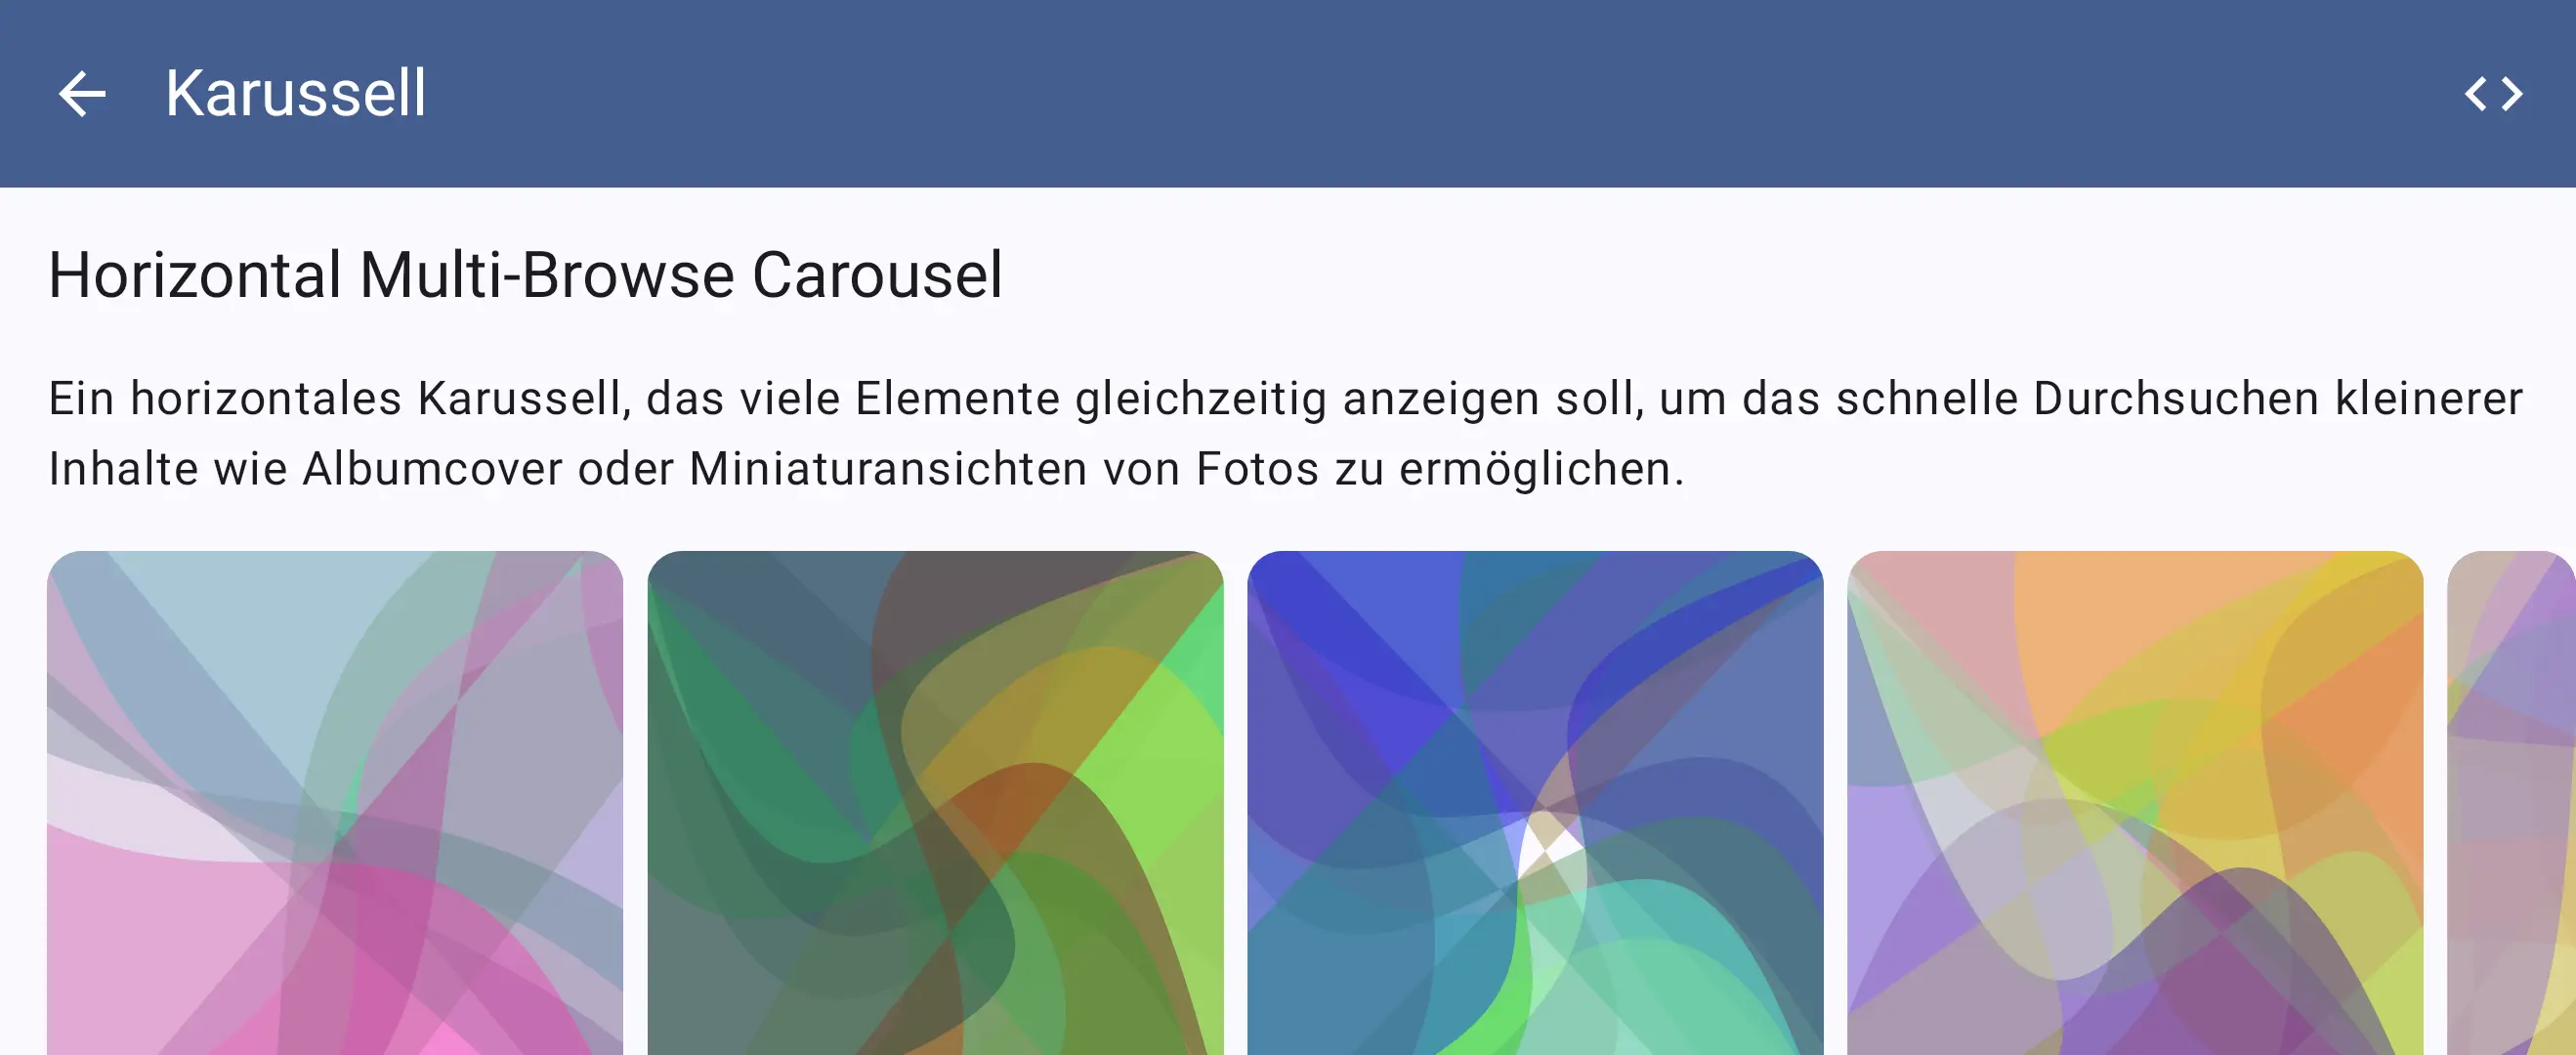 Karussell
Horizontal Multi-Browse Carousel
Ein horizontales Karussell, das viele Elemente gleichzeitig anzeigen soll, um das schnelle Durchsuchen kleinerer
Inhalte wie Albumcover oder Miniaturansichten von Fotos zu ermöglichen.